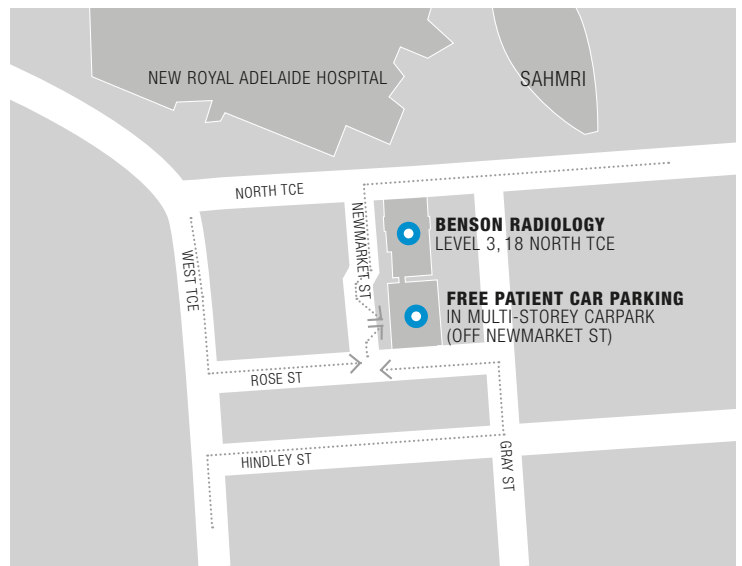 NEW ROYAL ADELAIDE HOSPITAL
SAHMRI
NORTH TCE
NEWMARKET ST
BENSON RADIOLOGY
LEVEL 3, 18 NORTH TCE
WEST TCE
FREE PATIENT CAR PARKING
IN MULTI-STOREY CARPARK
(OFF NEWMARKET ST)
ROSE ST
HINDLEY ST
GRAY ST